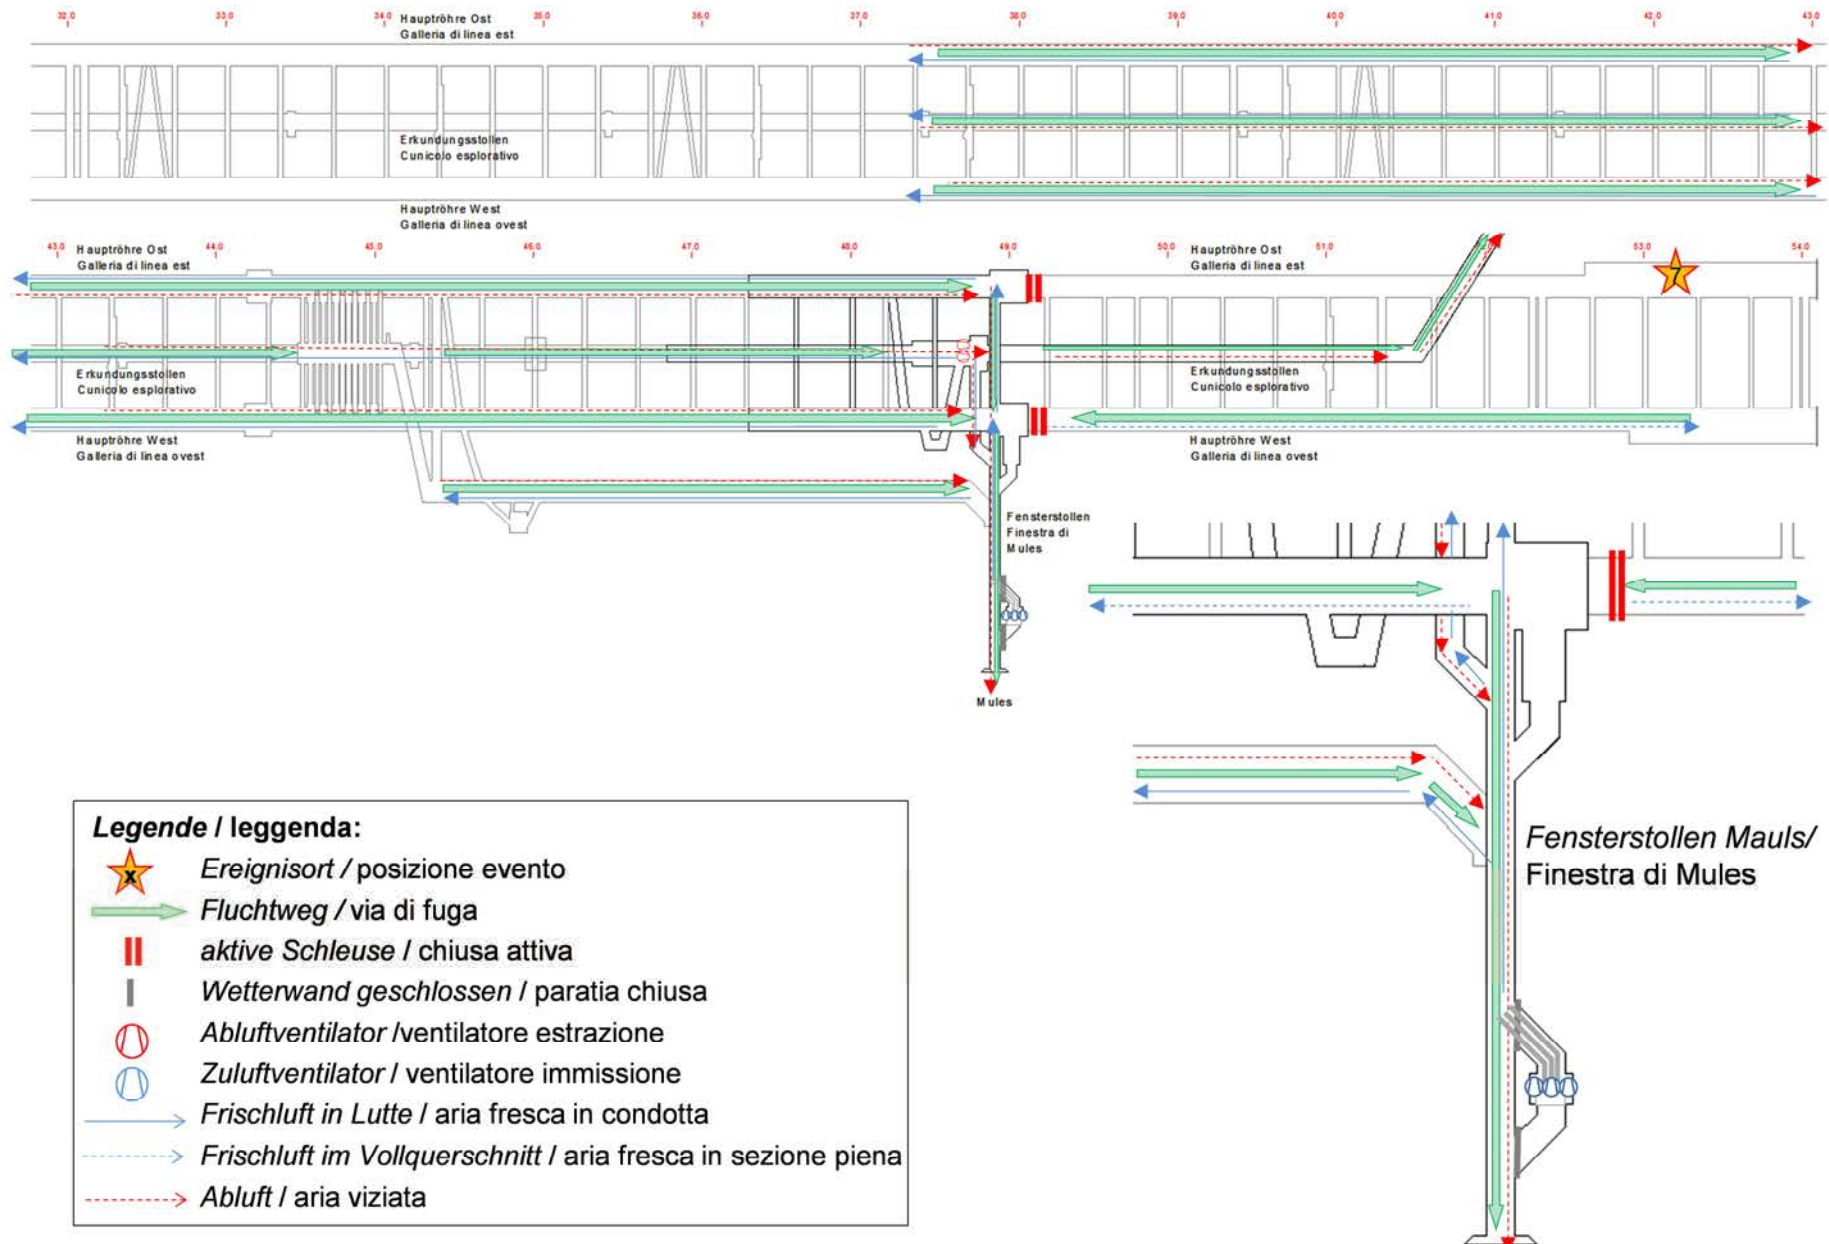 32.0 33.0 34.0 35.0 36.0 37.0 38.0 39.0 40.0 41.0 42.0 43.0
Hauptröhre Ost
Galleria di linea est
Erkundungsstollen
Cunicolo esplorativo
Hauptröhre West
Galleria di linea ovest
43.0 44.0 45.0 46.0 47.0 48.0 49.0 50.0 51.0 53.0 54.0
Hauptröhre Ost
Galleria di linea est
Hauptröhre Ost
Galleria di linea est
7
Erkundungsstollen
Cunicolo esplorativo
Erkundungsstollen
Cunicolo esplorativo
Hauptröhre West
Galleria di linea ovest
Hauptröhre West
Galleria di linea ovest
Fensterstollen
Finestra di
Mules
Mules
Fensterstollen Mauls/
Finestra di Mules
Legende / leggenda:
x
Ereignisort / posizione evento
Fluchtweg / via di fuga
aktive Schleuse / chiusa attiva
Wetterwand geschlossen / paratia chiusa
Abluftventilator /ventilatore estrazione
Zuluftventilator / ventilatore immissione
Frischluft in Lutte / aria fresca in condotta
Frischluft im Vollquerschnitt / aria fresca in sezione piena
Abluft / aria viziata